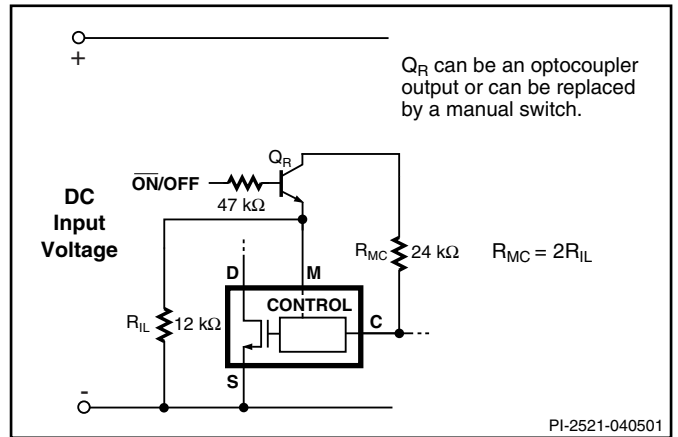 +
Q_R can be an optocoupler
output or can be replaced
by a manual switch.
Q_R
ON/OFF
47 kΩ
DC
Input
Voltage
R_MC 24 kΩ
R_MC = 2R_IL
D
M
CONTROL
C
R_IL 12 kΩ
S
-
PI-2521-040501